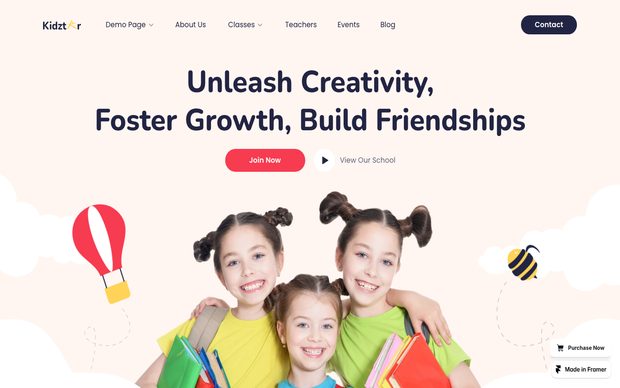 Kidztar
Demo Page
About Us
Classes
Teachers
Events
Blog
Contact
Unleash Creativity,
Foster Growth, Build Friendships
Join Now
View Our School
Purchase Now
Made in Framer